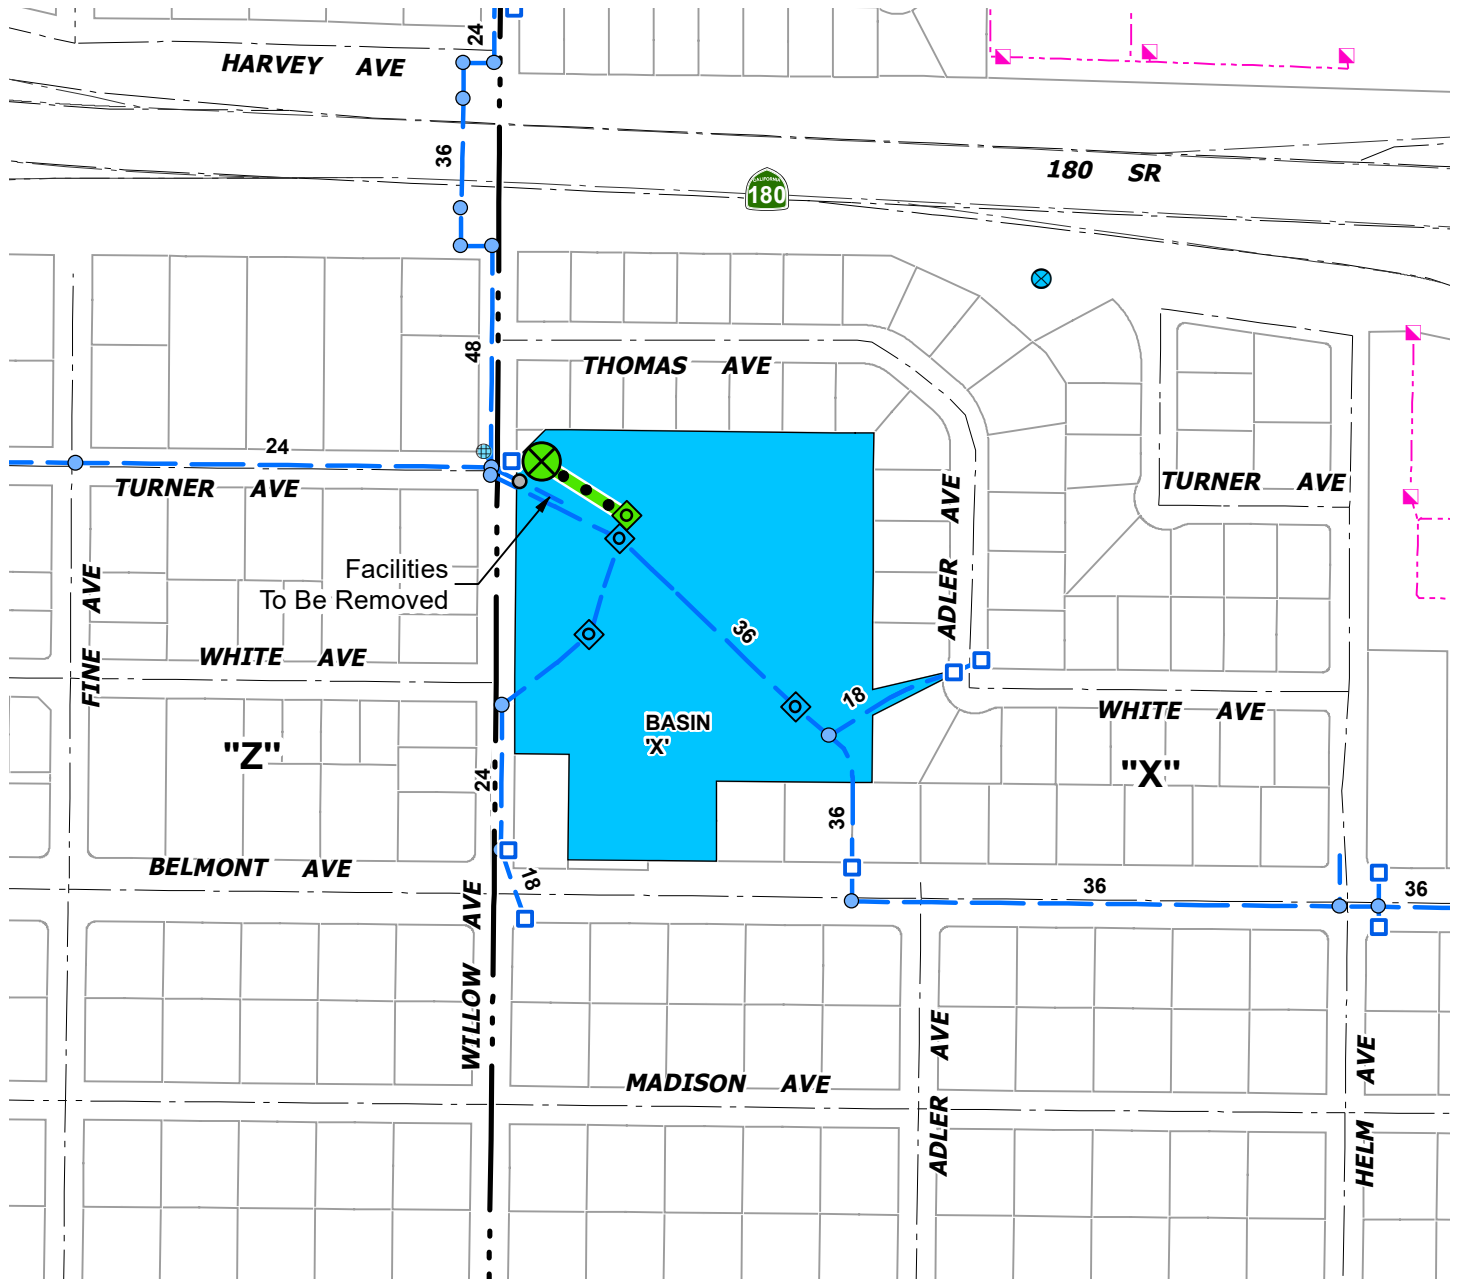 24
HARVEY AVE
36
180 SR
CALIFORNIA
180
48
THOMAS AVE
24
TURNER AVE
TURNER AVE
ADLER AVE
Facilities
To Be Removed
FINE AVE
36
WHITE AVE
18
WHITE AVE
BASIN
'X'
"Z"
"X"
24
36
BELMONT AVE
18
36
36
WILLOW AVE
MADISON AVE
ADLER AVE
HELM AVE